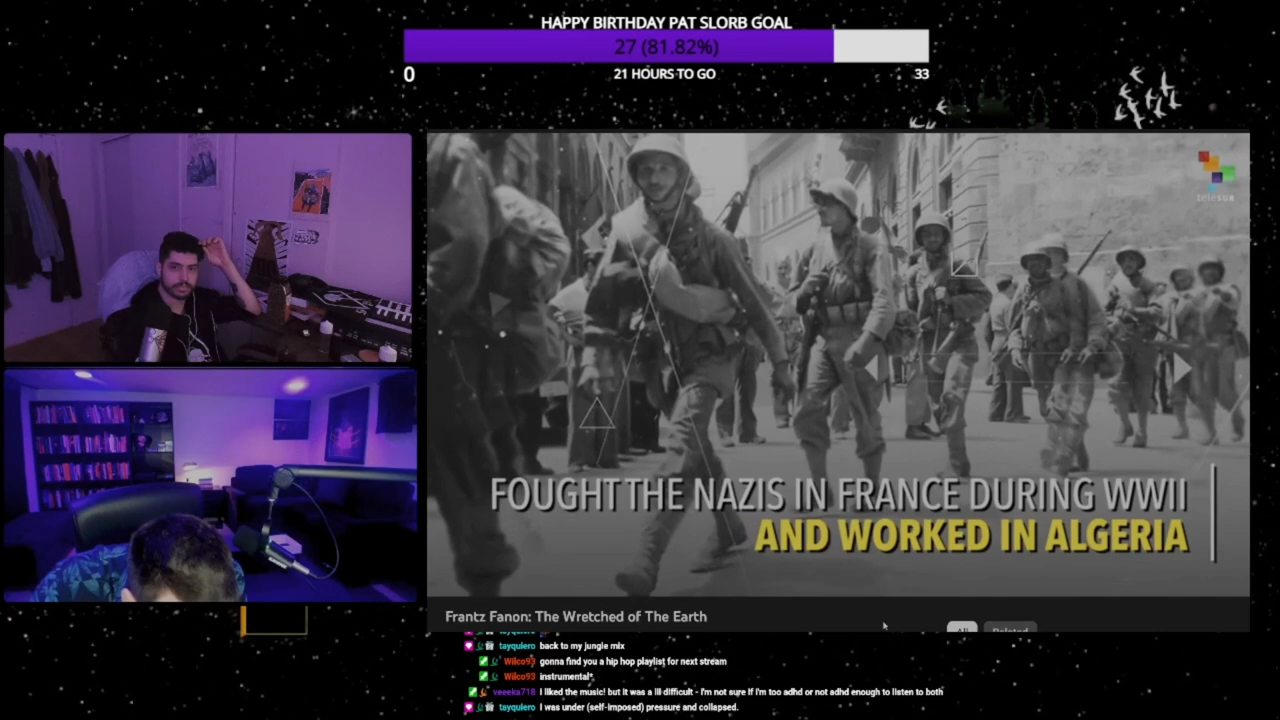 HAPPY BIRTHDAY PAT SLORB GOAL
27 (81.82%)
0
21 HOURS TO GO
33
teleSUR
FOUGHT THE NAZIS IN FRANCE DURING WWII
AND WORKED IN ALGERIA
Frantz Fanon: The Wretched of The Earth
All
Related
tayquiero
tayquiero back to my jungle mix
Wilco93 gonna find you a hip hop playlist for next stream
Wilco93 instrumental*
veeeka718 I liked the music! but it was a lil difficult - I'm not sure if i'm too adhd or not adhd enough to listen to both
tayquiero I was under (self-imposed) pressure and collapsed.